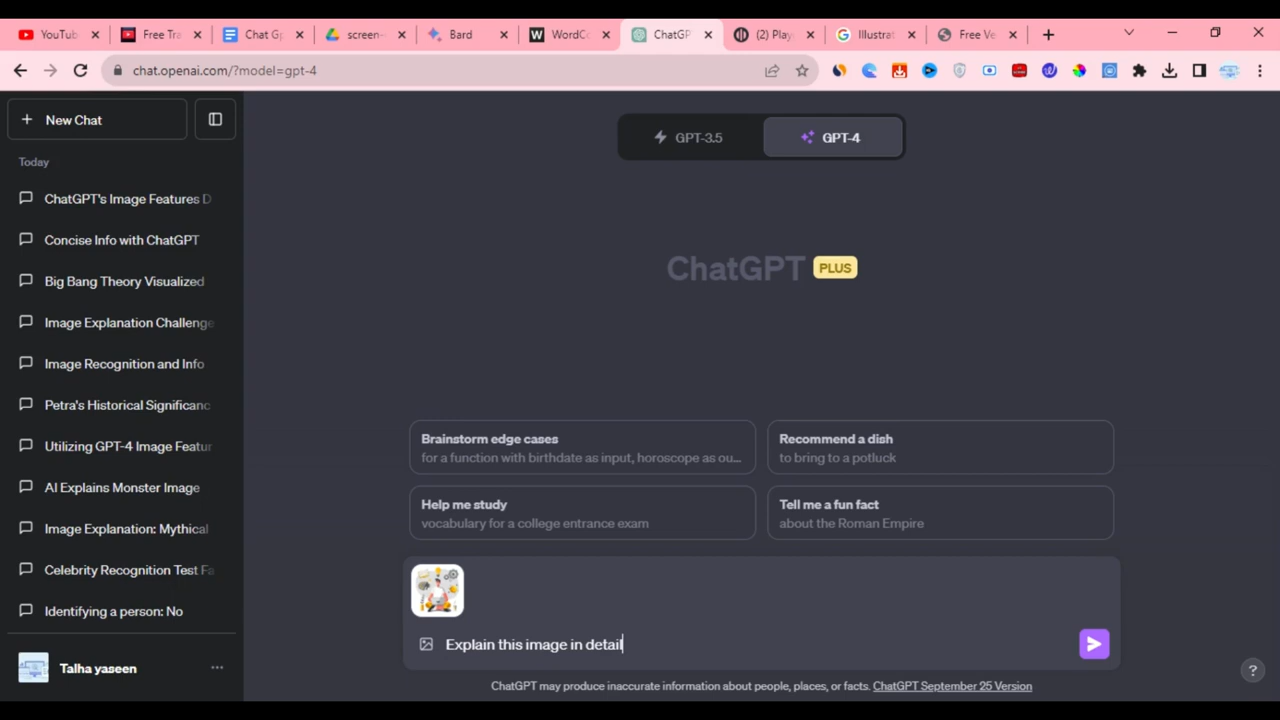 YouTub
Free Tra
Chat Gp
screen-
Bard
WordCo
ChatGP
(2) Play
Illustrat
Free Ve
chat.openai.com/?model=gpt-4
New Chat
GPT-3.5
GPT-4
Today
ChatGPT's Image Features D
Concise Info with ChatGPT
Big Bang Theory Visualized
Image Explanation Challenge
Image Recognition and Info
Petra's Historical Significanc
Utilizing GPT-4 Image Featur
AI Explains Monster Image
Image Explanation: Mythical
Celebrity Recognition Test Fa
Identifying a person: No
Talha yaseen
ChatGPT PLUS
Brainstorm edge cases
for a function with birthdate as input, horoscope as ou...
Recommend a dish
to bring to a potluck
Help me study
vocabulary for a college entrance exam
Tell me a fun fact
about the Roman Empire
Explain this image in detail
ChatGPT may produce inaccurate information about people, places, or facts. ChatGPT September 25 Version
?